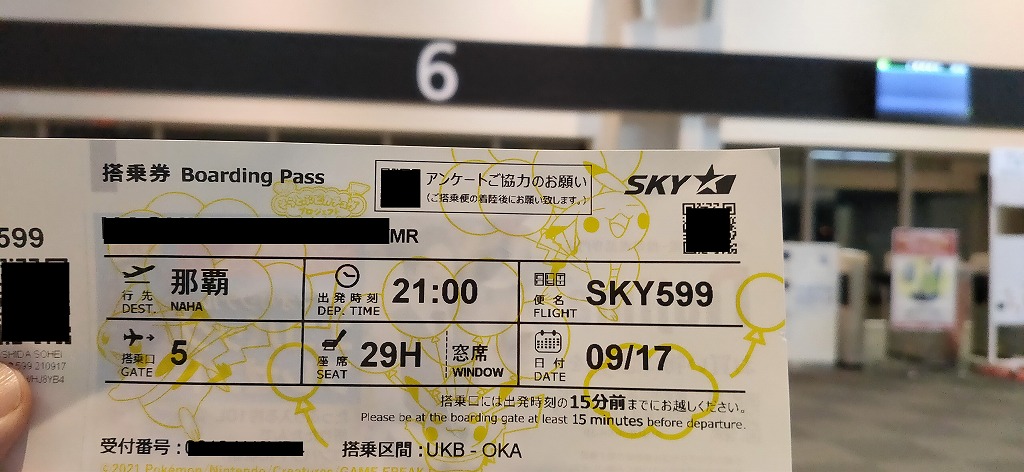 6
搭乗券 Boarding Pass
アンケートご協力のお願い
(ご搭乗便の着陸後にお願い致します。)
SKY
599
MR
行先 DEST. 那覇 NAHA
出発時刻 DEP. TIME 21:00
便名 FLIGHT SKY599
搭乗口 GATE 5
座席 SEAT 29H 窓席 WINDOW
日付 DATE 09/17
搭乗口には出発時刻の15分前までにお越しください。
Please be at the boarding gate at least 15 minutes before departure.
受付番号:
搭乗区間:UKB - OKA
©2021 Pokémon/Nintendo/Creatures/GAME FREAK
SHIDA SOHEI
599 210917